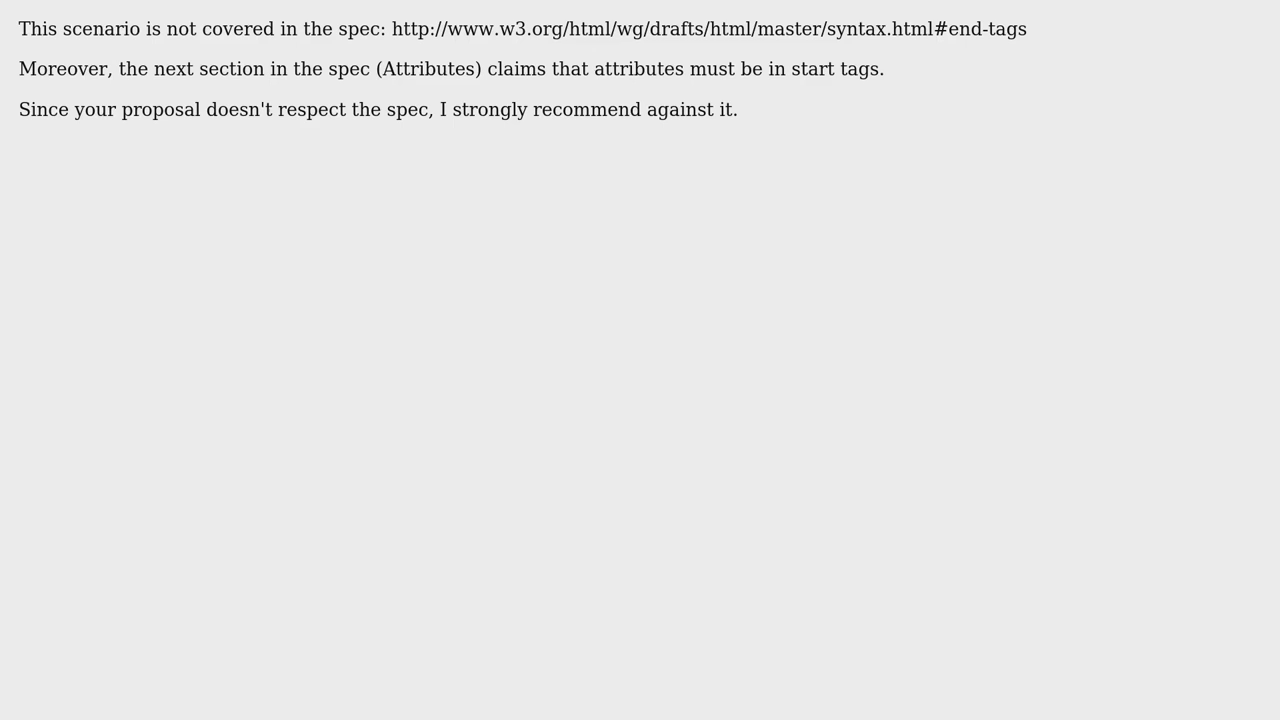 This scenario is not covered in the spec: http://www.w3.org/html/wg/drafts/html/master/syntax.html#end-tags
Moreover, the next section in the spec (Attributes) claims that attributes must be in start tags.
Since your proposal doesn't respect the spec, I strongly recommend against it.